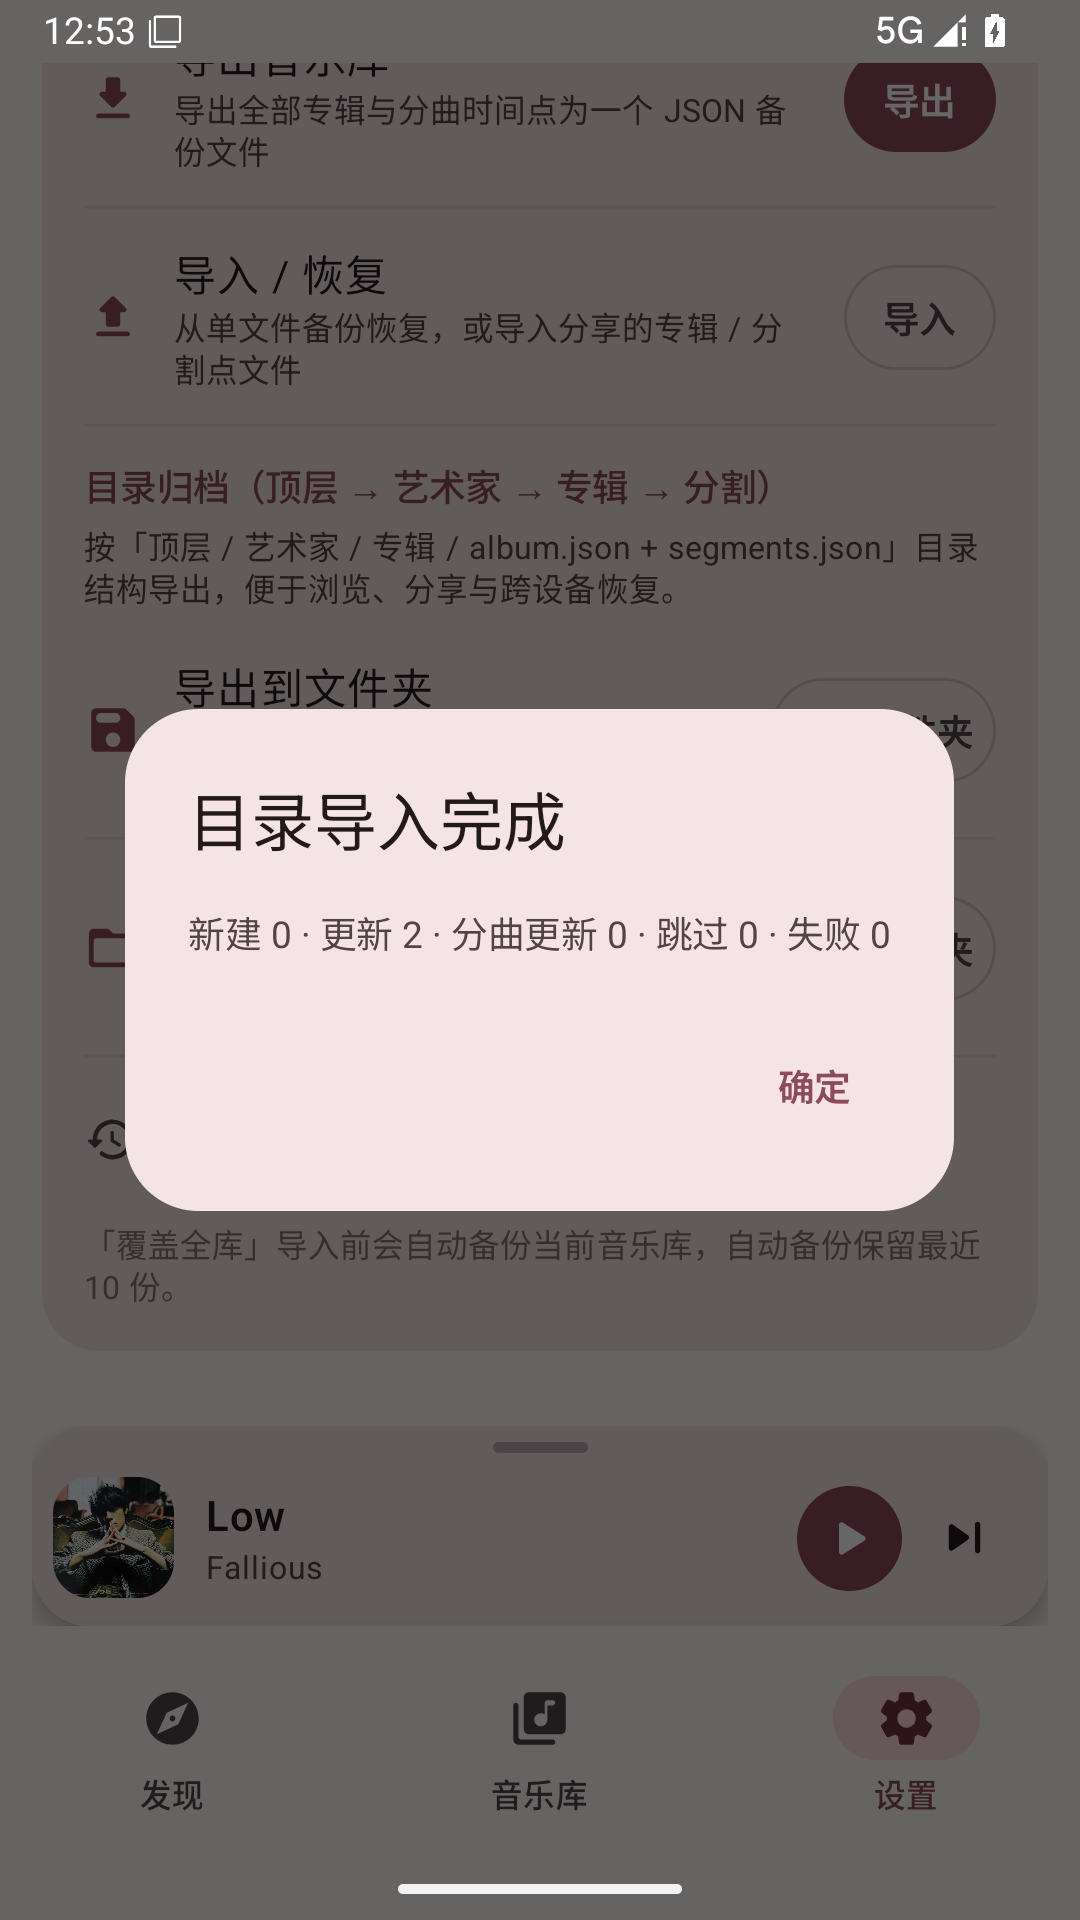 12:53
5G
导出音乐库
导出全部专辑与分曲时间点为一个 JSON 备
份文件
导出
导入 / 恢复
从单文件备份恢复，或导入分享的专辑 / 分
割点文件
导入
目录归档（顶层 → 艺术家 → 专辑 → 分割）
按「顶层 / 艺术家 / 专辑 / album.json + segments.json」目录
结构导出，便于浏览、分享与跨设备恢复。
导出到文件夹
夹
目录导入完成
新建 0 · 更新 2 · 分曲更新 0 · 跳过 0 · 失败 0
夹
确定
「覆盖全库」导入前会自动备份当前音乐库，自动备份保留最近
10 份。
Low
Fallious
发现
音乐库
设置